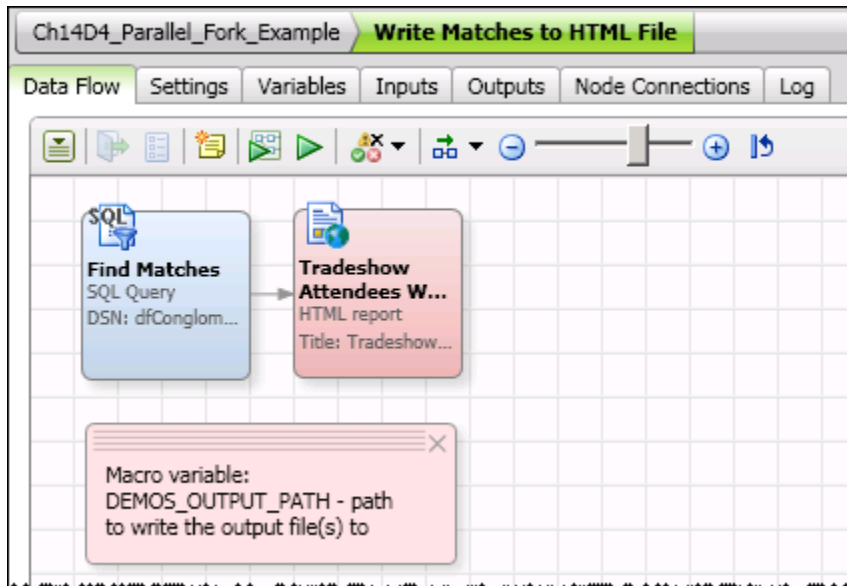 Ch14D4_Parallel_Fork_Example Write Matches to HTML File
Data Flow Settings Variables Inputs Outputs Node Connections Log
SQL
Find Matches
SQL Query
DSN: dfConglom...
Tradeshow
Attendees W...
HTML report
Title: Tradeshow...
Macro variable:
DEMOS_OUTPUT_PATH - path
to write the output file(s) to